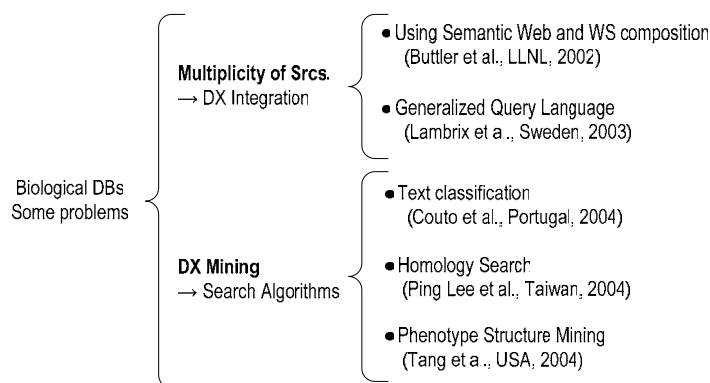 Biological DBs
Some problems
Multiplicity of Srcs.
→ DX Integration
● Using Semantic Web and WS composition
(Buttler et al., LLNL, 2002)
● Generalized Query Language
(Lambrix et a ., Sweden, 2003)
DX Mining
→ Search Algorithms
● Text classification
(Couto et al., Portugal, 2004)
● Homology Search
(Ping Lee et al., Taiwan, 2004)
● Phenotype Structure Mining
(Tang et a ., USA, 2004)